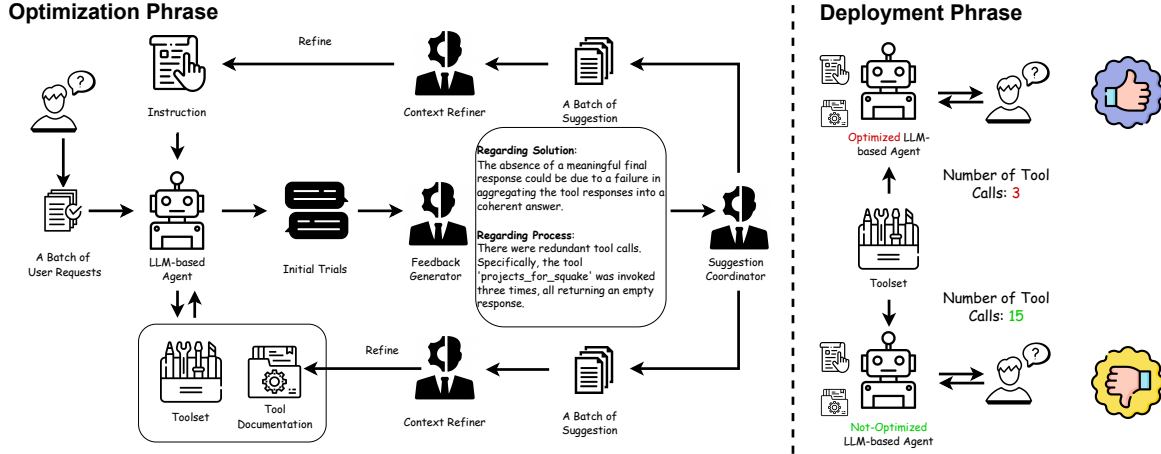 Optimization Phrase
Refine
Instruction
Context Refiner
A Batch of
Suggestion
A Batch of
User Requests
LLM-based
Agent
Initial Trials
Feedback
Generator
Regarding Solution:
The absence of a meaningful final
response could be due to a failure in
aggregating the tool responses into a
coherent answer.
Regarding Process:
There were redundant tool calls.
Specifically, the tool
'projects_for_squake' was invoked
three times, all returning an empty
response.
Suggestion
Coordinator
Toolset
Tool
Documentation
Refine
Context Refiner
A Batch of
Suggestion
Deployment Phrase
?
?
Optimized LLM-
based Agent
Number of Tool
Calls: 3
Toolset
Number of Tool
Calls: 15
?
Not-Optimized
LLM-based Agent